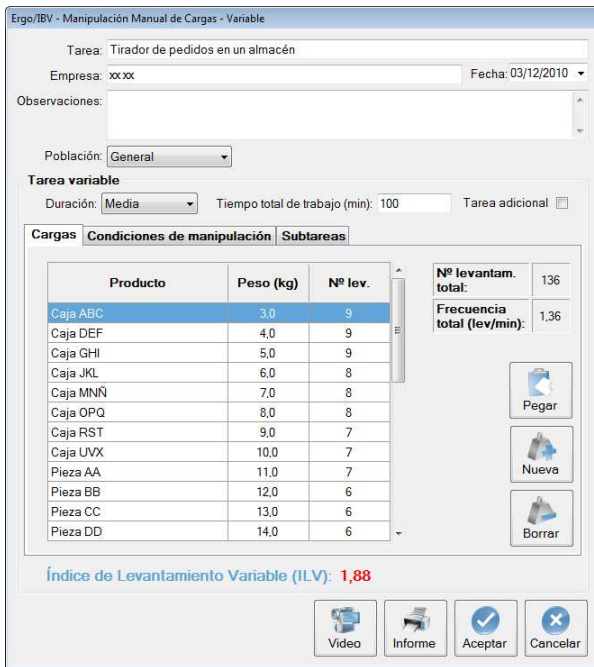 Ergo/IBV - Manipulación Manual de Cargas - Variable
Tarea: Tirador de pedidos en un almacén
Empresa: xx xx Fecha: 03/12/2010
Observaciones:
Población: General
Tarea variable
Duración: Media Tiempo total de trabajo (min): 100 Tarea adicional
Cargas Condiciones de manipulación Subtareas
Producto Peso (kg) Nº lev.
Caja ABC 3,0 9
Caja DEF 4,0 9
Caja GHI 5,0 9
Caja JKL 6,0 8
Caja MNÑ 7,0 8
Caja OPQ 8,0 8
Caja RST 9,0 7
Caja UVX 10,0 7
Pieza AA 11,0 7
Pieza BB 12,0 6
Pieza CC 13,0 6
Pieza DD 14,0 6
Nº levantam.
total: 136
Frecuencia
total (lev/min): 1,36
Pegar
Nueva
Borrar
Índice de Levantamiento Variable (ILV): 1,88
Video Informe Aceptar Cancelar